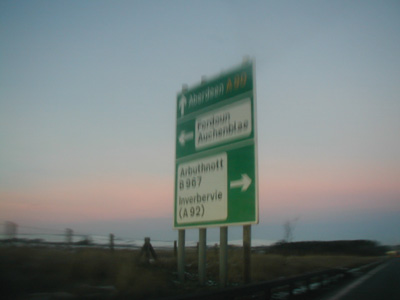 Aberdeen A 90
Fordoun
Auchenblae
Arbuthnott
B 967
Inverbervie
(A 92)